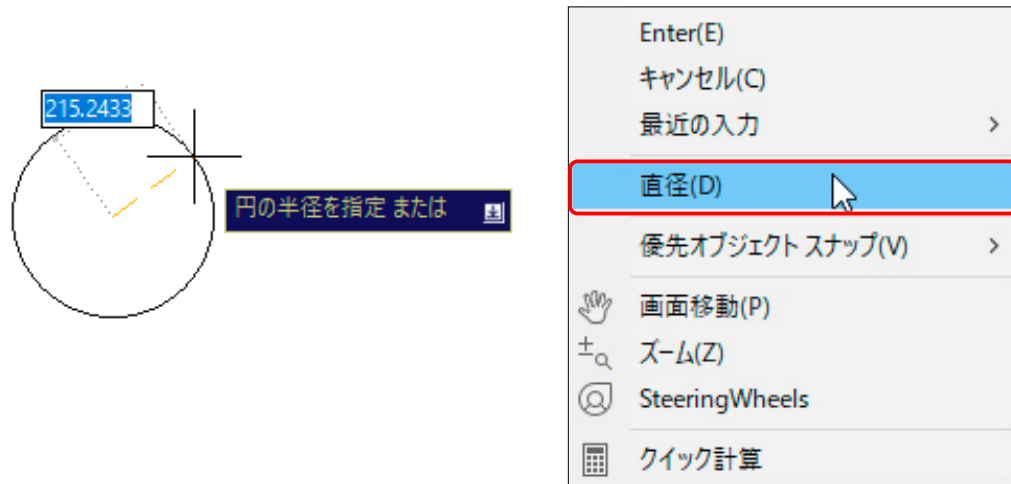 215.2433
円の半径を指定 または
Enter(E)
キャンセル(C)
最近の入力
直径(D)
優先オブジェクト スナップ(V)
画面移動(P)
ズーム(Z)
SteeringWheels
クイック計算